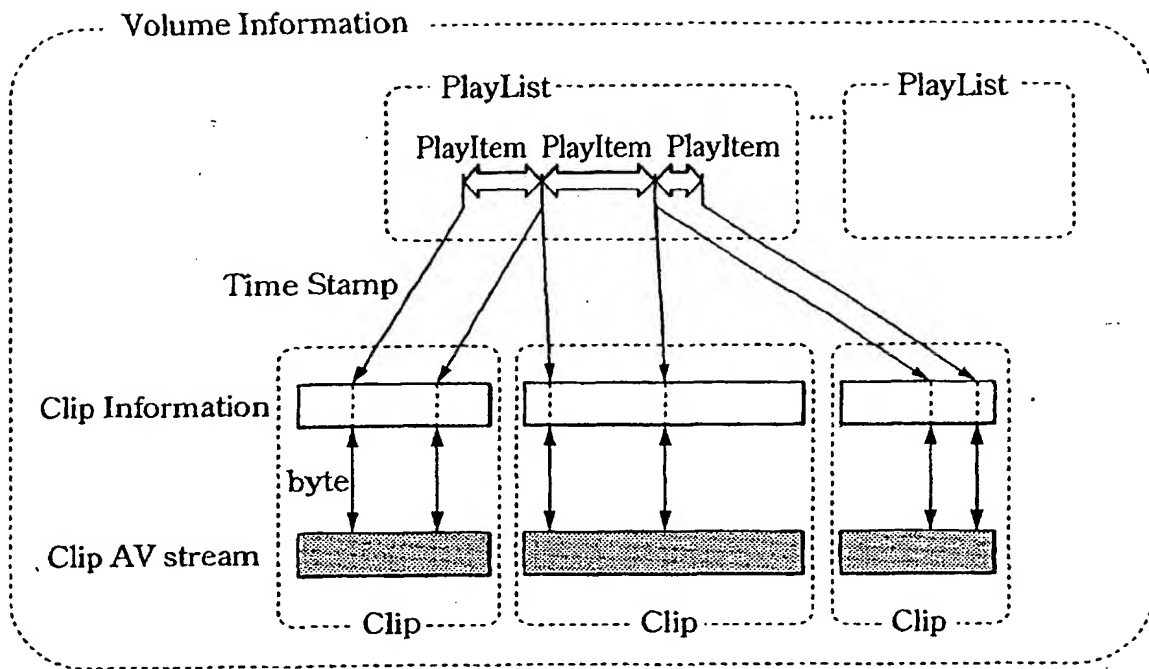 Volume Information
PlayList
PlayList
...
PlayItem PlayItem PlayItem
Time Stamp
Clip Information
byte
Clip AV stream
Clip
Clip
Clip